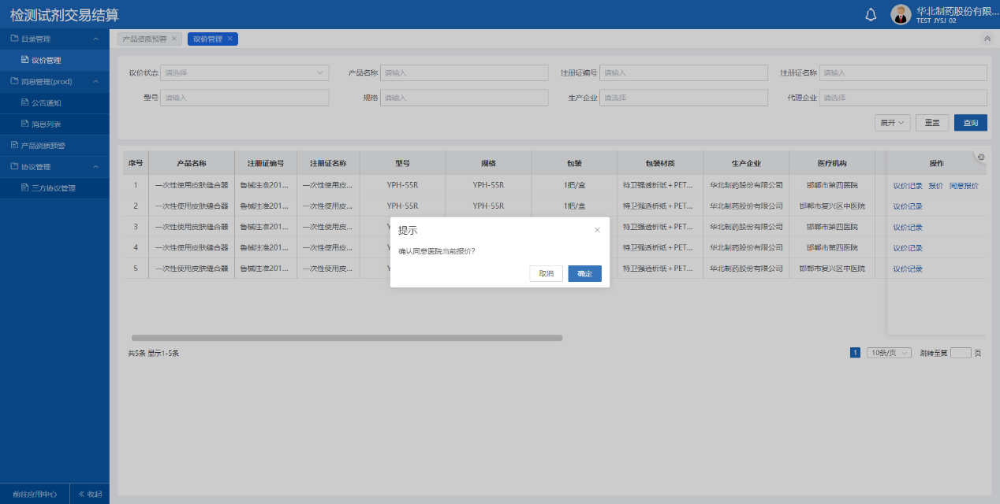 检测试剂交易结算
华北制药股份有限...
TEST JYSJ 02
目录管理
议价管理
消息管理(prod)
公告通知
消息列表
产品资质预警
协议管理
三方协议管理
前往应用中心 收起
产品资质预警 × 议价管理 ×
议价状态 请选择 产品名称 请输入 注册证编号 请输入 注册证名称 请输入
型号 请输入 规格 请输入 生产企业 请选择 代理企业 请选择
展开 重置 查询
序号 产品名称 注册证编号 注册证名称 型号 规格 包装 包装材质 生产企业 医疗机构 操作
1 一次性使用皮肤缝合器 鲁械注准201... 一次性使用皮... YPH-55R YPH-55R 1把/盒 特卫强透析纸+PET... 华北制药股份有限公司 邯郸市第四医院 议价记录 报价 同意报价
2 一次性使用皮肤缝合器 鲁械注准201... 一次性使用皮... YPH-55R YPH-55R 1把/盒 特卫强透析纸+PET... 华北制药股份有限公司 邯郸市复兴区中医院 议价记录
3 一次性使用皮肤缝合器 鲁械注准201... 一次性使用皮... 特卫强透析纸+PET... 华北制药股份有限公司 邯郸市第四医院 议价记录
4 一次性使用皮肤缝合器 鲁械注准201... 一次性使用皮... 特卫强透析纸+PET... 华北制药股份有限公司 邯郸市第四医院 议价记录
5 一次性使用皮肤缝合器 鲁械注准201... 一次性使用皮... 特卫强透析纸+PET... 华北制药股份有限公司 邯郸市复兴区中医院 议价记录
提示
确认同意医院当前报价?
取消 确定
共5条 显示1-5条
1 10条/页 跳转至第 页